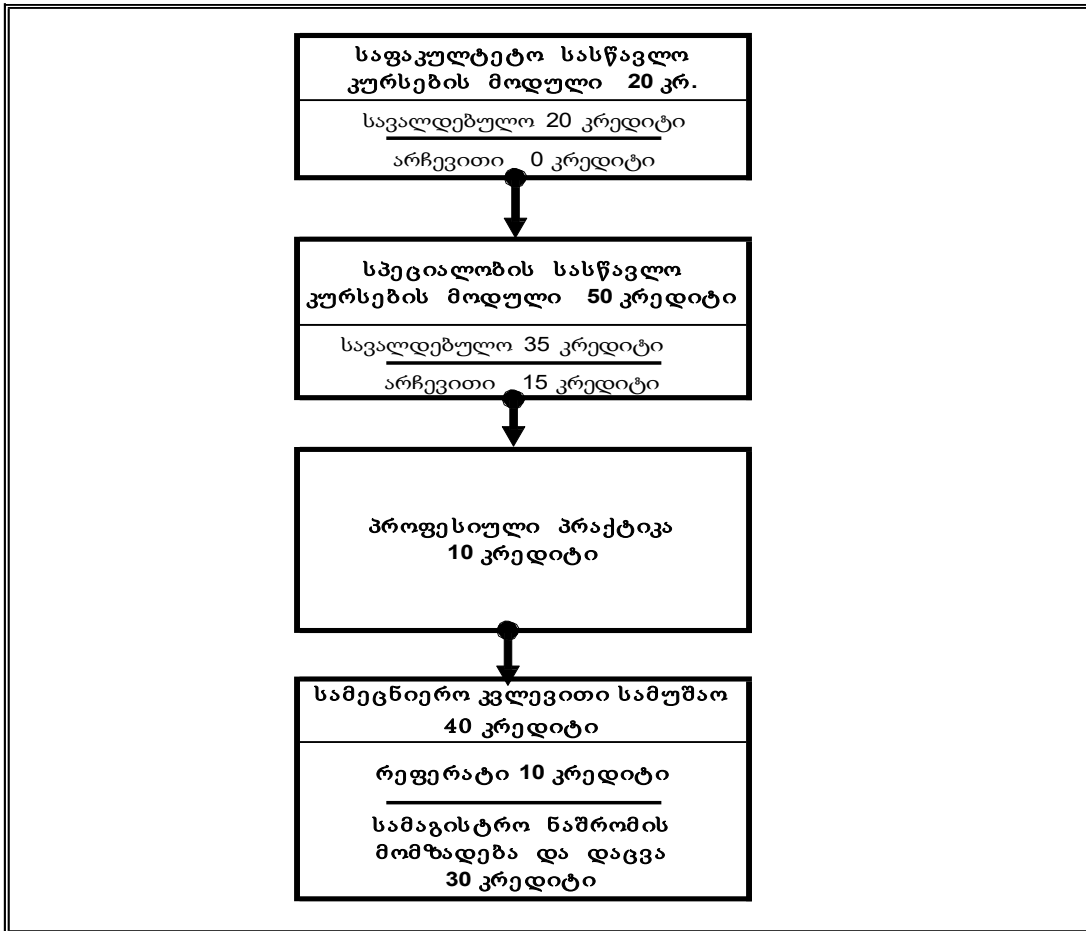 საფაკულტეტო სასწავლო
კურსების მოდული 20 კრ.
სავალდებულო 20 კრედიტი
არჩევითი 0 კრედიტი
სპეციალობის სასწავლო
კურსების მოდული 50 კრედიტი
სავალდებულო 35 კრედიტი
არჩევითი 15 კრედიტი
პროფესიული პრაქტიკა
10 კრედიტი
სამეცნიერო კვლევითი სამუშაო
40 კრედიტი
რეფერატი 10 კრედიტი
სამაგისტრო ნაშრომის
მომზადება და დაცვა
30 კრედიტი